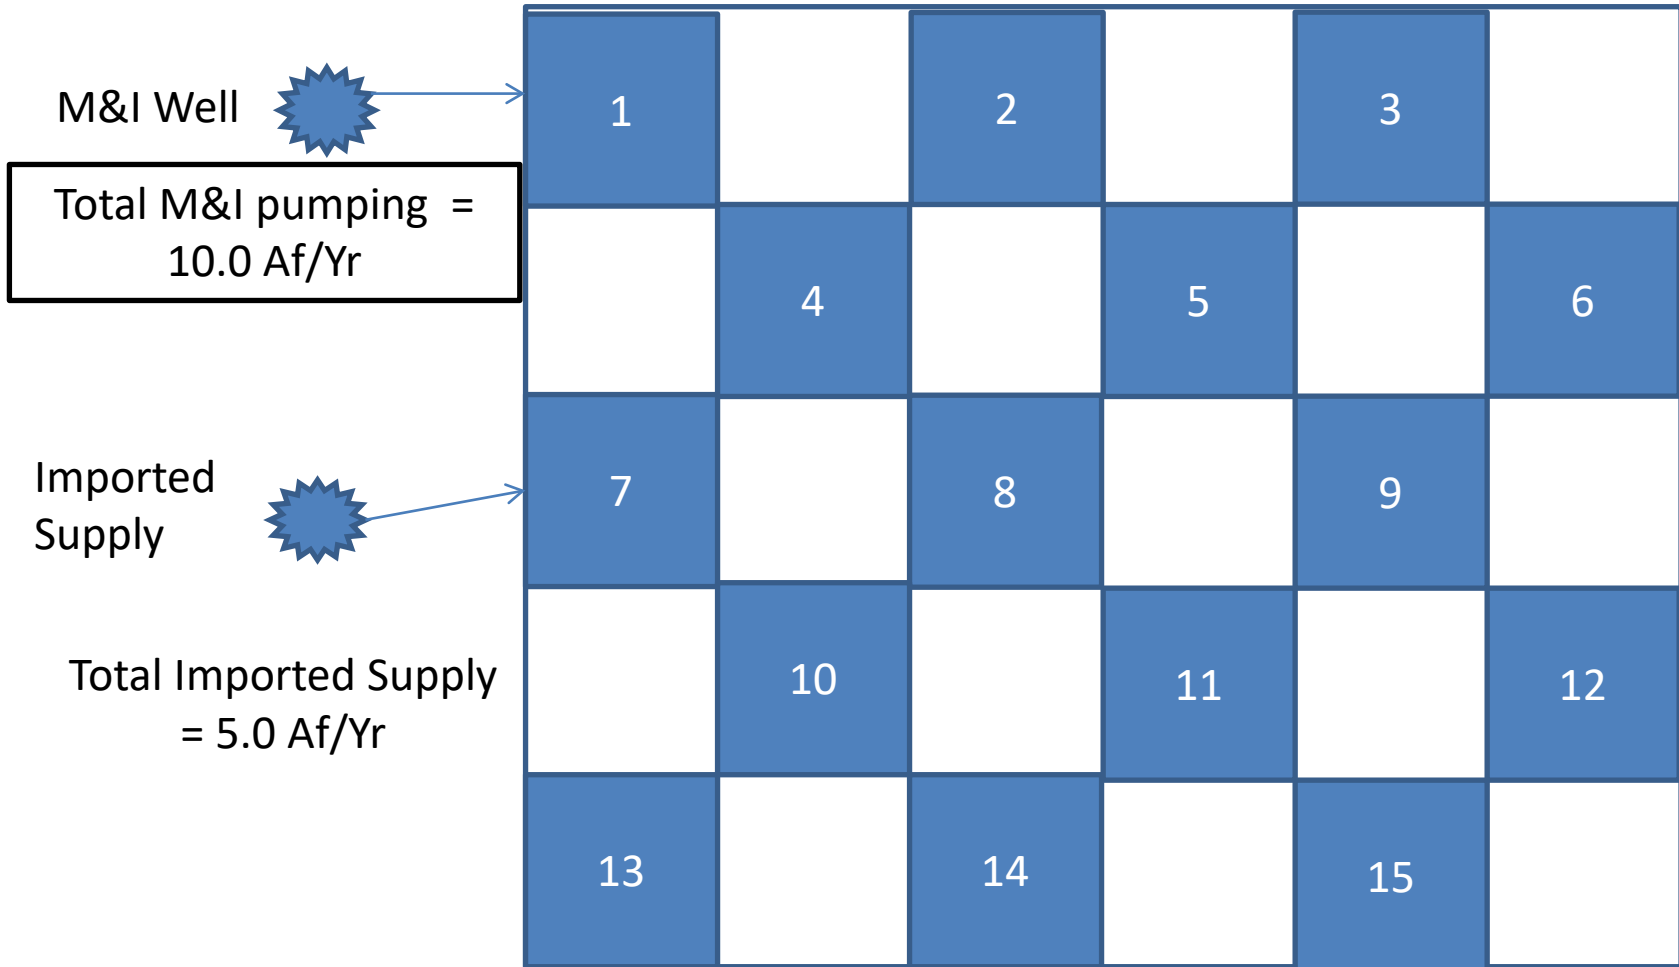 M&I Well
Total M&I pumping =
10.0 Af/Yr
Imported
Supply
Total Imported Supply
= 5.0 Af/Yr
1
2
3
4
5
6
7
8
9
10
11
12
13
14
15